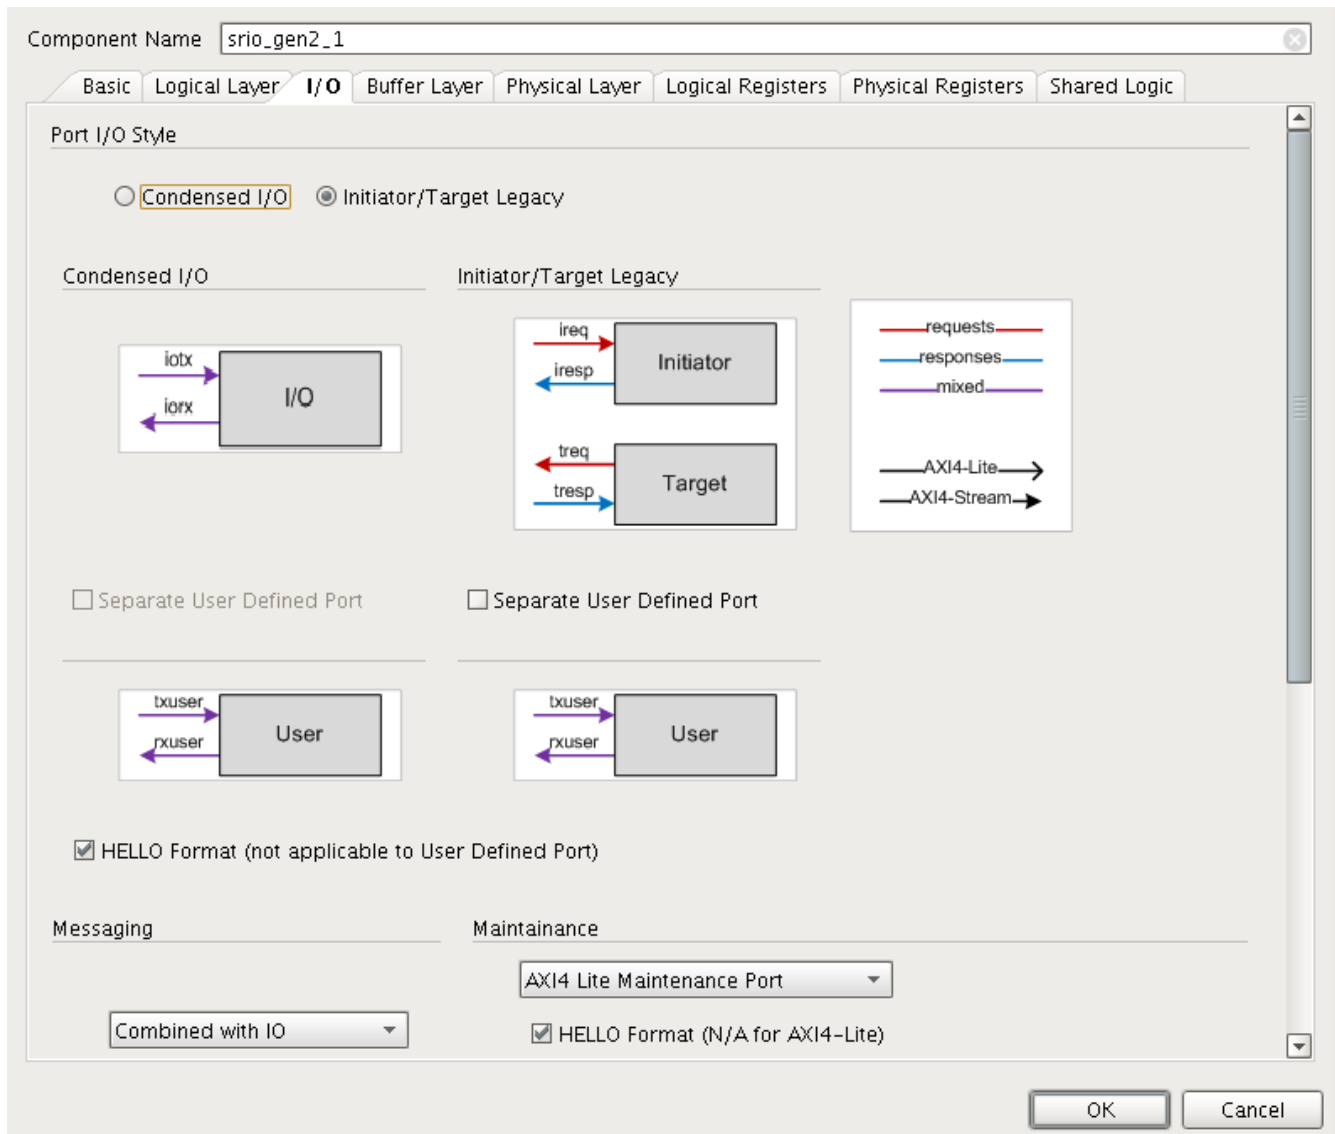 Component Name srio_gen2_1
Basic Logical Layer I/O Buffer Layer Physical Layer Logical Registers Physical Registers Shared Logic
Port I/O Style
Condensed I/O Initiator/Target Legacy
Condensed I/O Initiator/Target Legacy
iotx
iorx
I/O
ireq
iresp
Initiator
treq
tresp
Target
requests
responses
mixed
AXI4-Lite
AXI4-Stream
Separate User Defined Port Separate User Defined Port
txuser
rxuser
User
txuser
rxuser
User
HELLO Format (not applicable to User Defined Port)
Messaging Maintainance
AXI4 Lite Maintenance Port
Combined with IO HELLO Format (N/A for AXI4-Lite)
OK Cancel